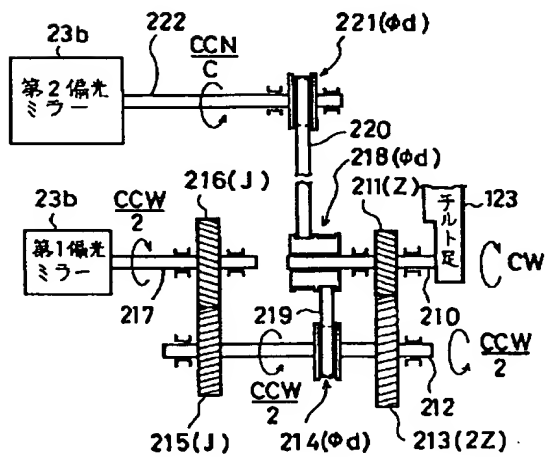 23b
222
CCN
C
221(Φd)
第2偏光
ミラー
220
218(Φd)
23b
CCW
2
216(J)
211(Z)
123
チルト足
第1偏光
ミラー
217
219
210
CW
CCW
2
CCW
2
212
215(J)
214(Φd)
213(2Z)